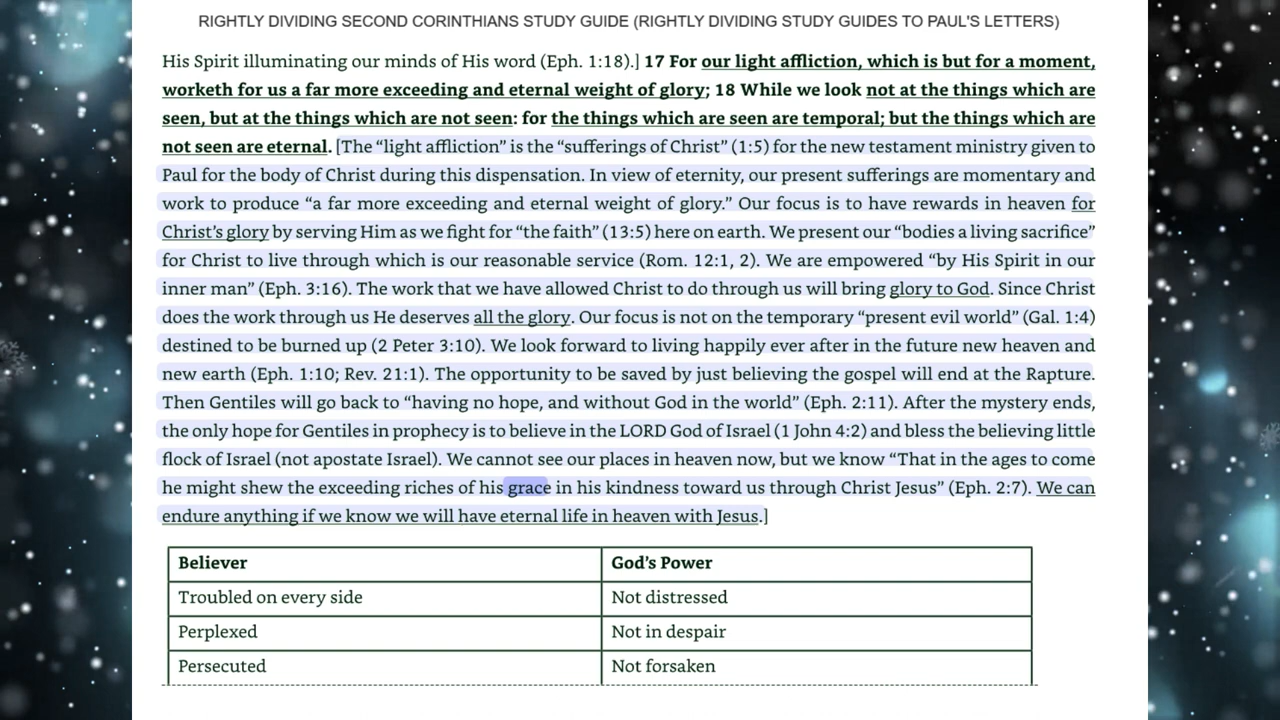 RIGHTLY DIVIDING SECOND CORINTHIANS STUDY GUIDE (RIGHTLY DIVIDING STUDY GUIDES TO PAUL'S LETTERS)
His Spirit illuminating our minds of His word (Eph. 1:18).] 17 For our light affliction, which is but for a moment,
worketh for us a far more exceeding and eternal weight of glory; 18 While we look not at the things which are
seen, but at the things which are not seen: for the things which are seen are temporal; but the things which are
not seen are eternal. [The “light affliction” is the “sufferings of Christ” (1:5) for the new testament ministry given to
Paul for the body of Christ during this dispensation. In view of eternity, our present sufferings are momentary and
work to produce “a far more exceeding and eternal weight of glory.” Our focus is to have rewards in heaven for
Christ’s glory by serving Him as we fight for “the faith” (13:5) here on earth. We present our “bodies a living sacrifice”
for Christ to live through which is our reasonable service (Rom. 12:1, 2). We are empowered “by His Spirit in our
inner man” (Eph. 3:16). The work that we have allowed Christ to do through us will bring glory to God. Since Christ
does the work through us He deserves all the glory. Our focus is not on the temporary “present evil world” (Gal. 1:4)
destined to be burned up (2 Peter 3:10). We look forward to living happily ever after in the future new heaven and
new earth (Eph. 1:10; Rev. 21:1). The opportunity to be saved by just believing the gospel will end at the Rapture.
Then Gentiles will go back to “having no hope, and without God in the world” (Eph. 2:11). After the mystery ends,
the only hope for Gentiles in prophecy is to believe in the LORD God of Israel (1 John 4:2) and bless the believing little
flock of Israel (not apostate Israel). We cannot see our places in heaven now, but we know “That in the ages to come
he might shew the exceeding riches of his grace in his kindness toward us through Christ Jesus” (Eph. 2:7). We can
endure anything if we know we will have eternal life in heaven with Jesus.]
Believer God’s Power
Troubled on every side Not distressed
Perplexed Not in despair
Persecuted Not forsaken